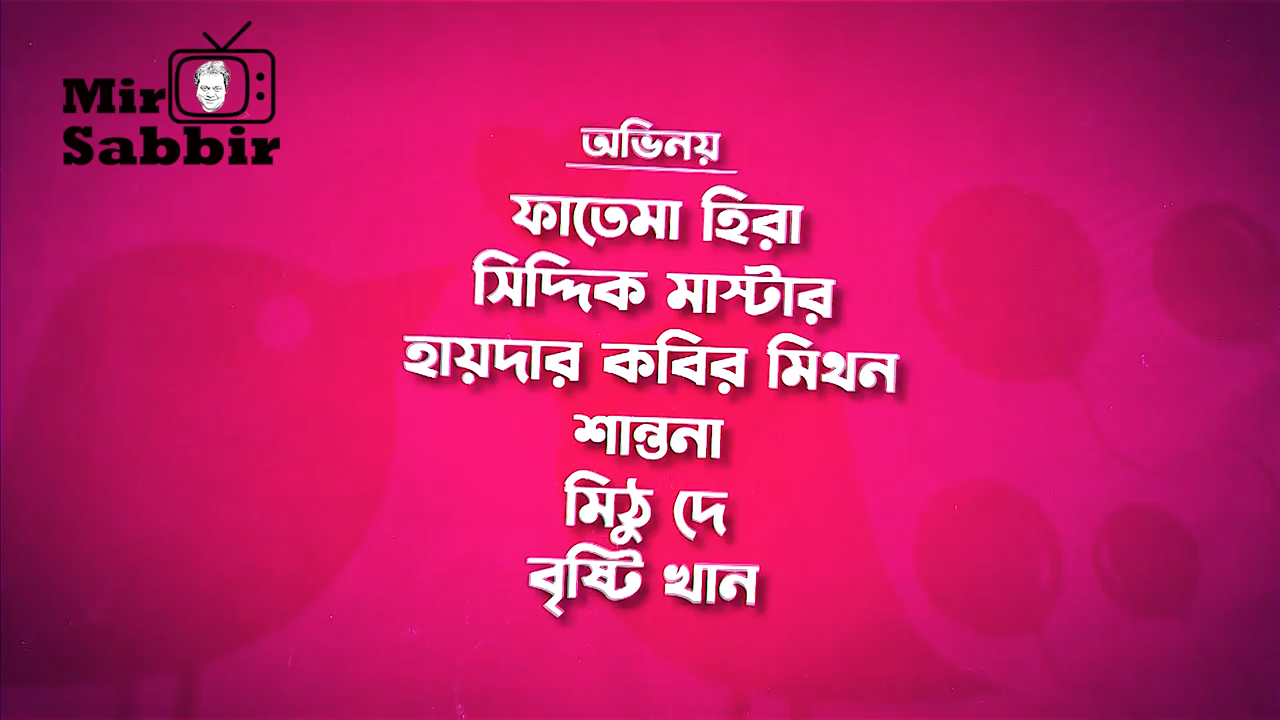 Mir
Sabbir
অভিনয়
ফাতেমা হিরা
সিদ্দিক মাস্টার
হায়দার কবির মিথন
শান্তনা
মিঠু দে
বৃষ্টি খান